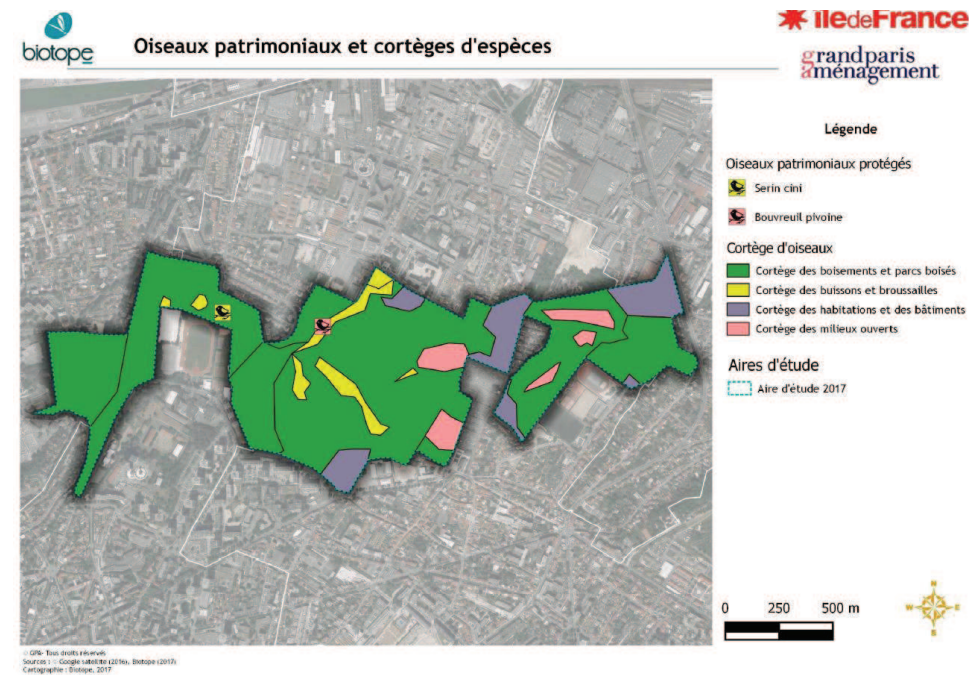 biotope
Oiseaux patrimoniaux et cortèges d'espèces
îledeFrance
grandparis
aménagement
Légende
Oiseaux patrimoniaux protégés
Serin cini
Bouvreuil pivoine
Cortège d'oiseaux
Cortège des boisements et parcs boisés
Cortège des buissons et broussailles
Cortège des habitations et des bâtiments
Cortège des milieux ouverts
Aires d'étude
Aire d'étude 2017
0 250 500 m
N
W E
S
© GPA- Tous droits réservés
Sources : © Google satellite (2016), Biotope (2017)
Cartographie : Biotope, 2017